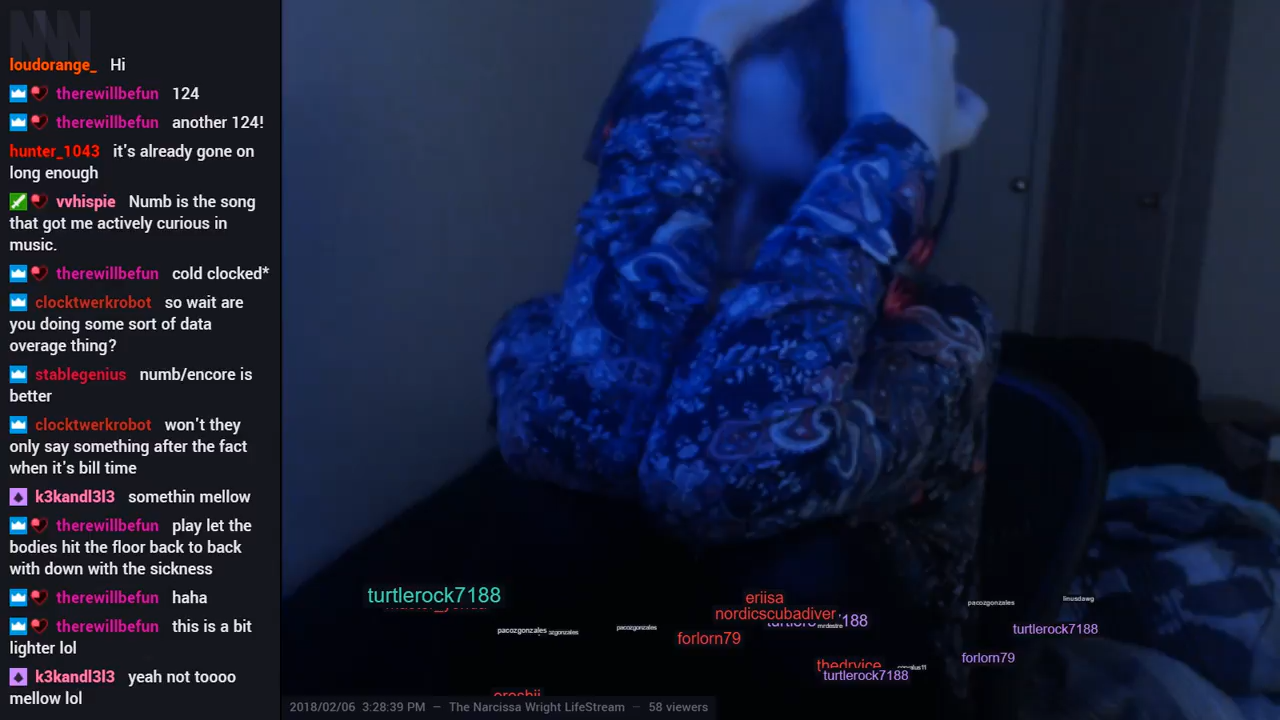 NNN
loudorange_ Hi
therewillbefun 124
therewillbefun another 124!
hunter_1043 it's already gone on
long enough
vvhispie Numb is the song
that got me actively curious in
music.
therewillbefun cold clocked*
clocktwerkrobot so wait are
you doing some sort of data
overage thing?
stablegenius numb/encore is
better
clocktwerkrobot won't they
only say something after the fact
when it's bill time
k3kandl3l3 somethin mellow
therewillbefun play let the
bodies hit the floor back to back
with down with the sickness
therewillbefun haha
therewillbefun this is a bit
lighter lol
k3kandl3l3 yeah not toooo
mellow lol
turtlerock7188
eriisa
nordicscubadiver
forlorn79
pacozgonzales
pacozgonzales
pacozgonzales
linusdawg
turtlerock7188
forlorn79
thedryice
turtlerock7188
2018/02/06 3:28:39 PM — The Narcissa Wright LifeStream — 58 viewers